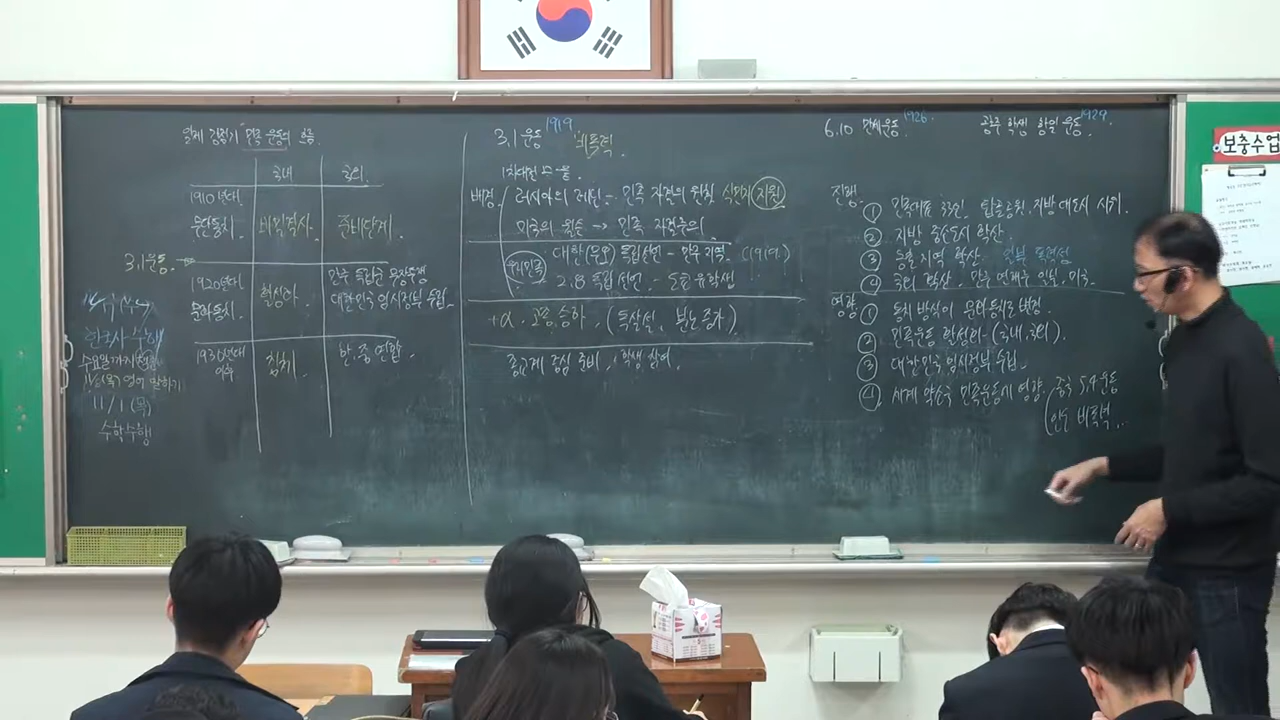 일제 강점기 민족 운동의 흐름.
국내 국외.
1910년대 무단통치. 비밀결사 준비단계.
3.1운동.
1920년대 문화통치. 활성화 만주 독립군 무장투쟁
대한민국 임시정부 수립.
1930년대 이후 침체. 한·중 연합.
한국사 수행
수요일까지
11/1 (목)
수학수행
영어 말하기
3.1운동 1919. 비폭력.
배경. 러시아의 레닌 - 민족 자결의 원칙 식민지 지원
미국의 윌슨 → 민족 자결주의
대한(무오) 독립선언 - 만주 지역. (1919.)
2.8 독립 선언. - 도쿄 유학생
+α. 고종 승하. (독살설, 분노 증가)
종교계 중심 준비, 학생 참여.
6.10 만세운동. 1926. 광주 학생 항일 운동. 1929.
진행.
① 민족대표 33인 탑골공원. 지방 대도시 시위.
② 지방 중소도시 확산.
③ 농촌 지역 확산. 일부 폭력성
④ 국외 확산. 만주 연해주 일본. 미국.
영향
① 통치 방식이 문화통치로 변경.
② 민족운동 활성화 (국내, 국외).
③ 대한민국 임시정부 수립.
④ 세계 약소국 민족운동에 영향. 중국 5.4 운동
(인도 비폭력...
보충수업